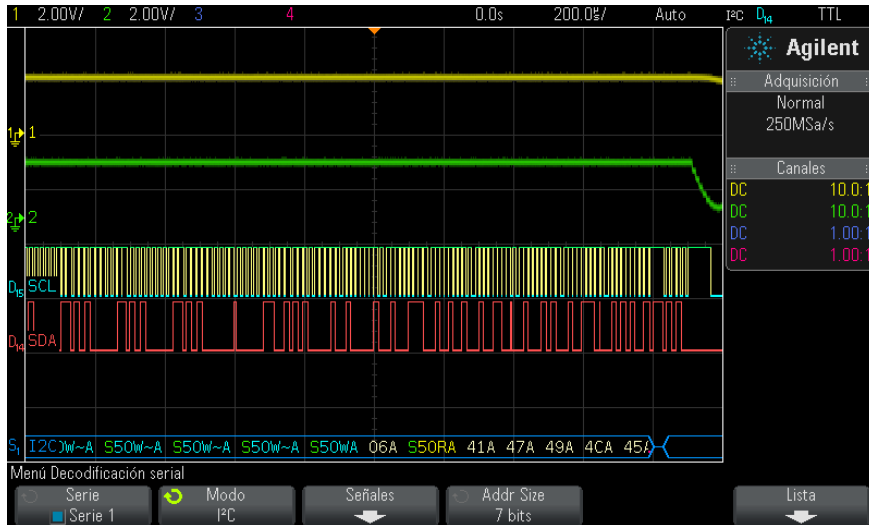 1 2.00V/ 2 2.00V/ 3 4 0.0s 200.0µs/ Auto I²C D14 TTL
Agilent
Adquisición
Normal
250MSa/s
Canales
DC 10.0:1
DC 10.0:1
DC 1.00:1
DC 1.00:1
1 1
2 2
D15 SCL
D14 SDA
S1 I2C )W~A S50W~A S50W~A S50W~A S50WA 06A S50RA 41A 47A 49A 4CA 45A
Menú Decodificación serial
Serie Modo Señales Addr Size Lista
Serie 1 I²C 7 bits